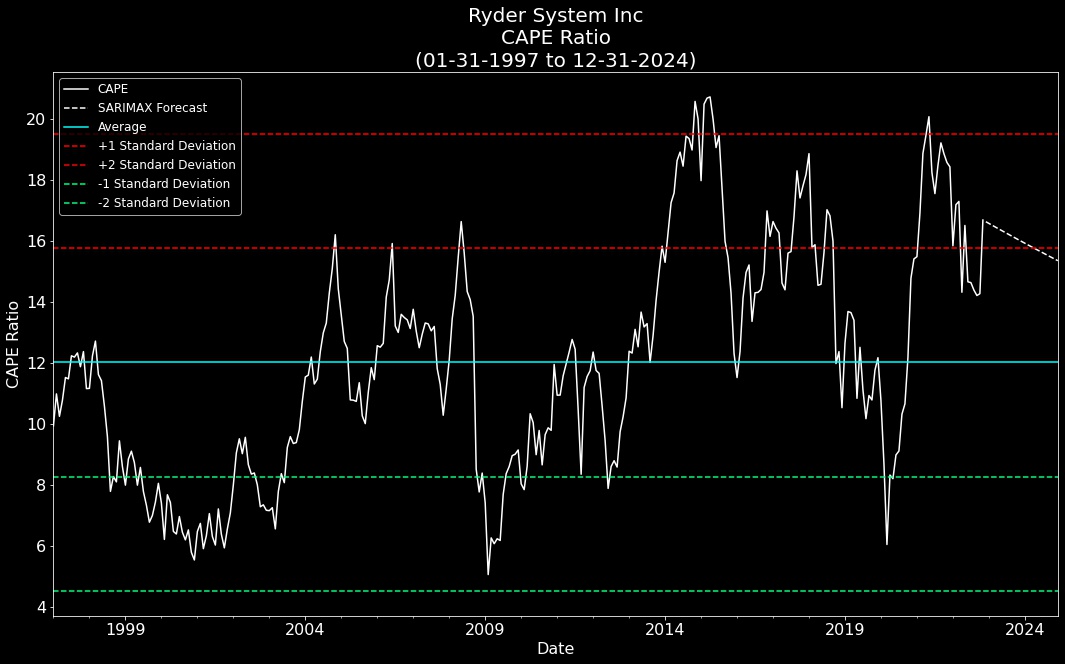 Ryder System Inc
CAPE Ratio
(01-31-1997 to 12-31-2024)
CAPE
SARIMAX Forecast
Average
+1 Standard Deviation
+2 Standard Deviation
-1 Standard Deviation
-2 Standard Deviation
CAPE Ratio
20
18
16
14
12
10
8
6
4
1999 2004 2009 2014 2019 2024
Date